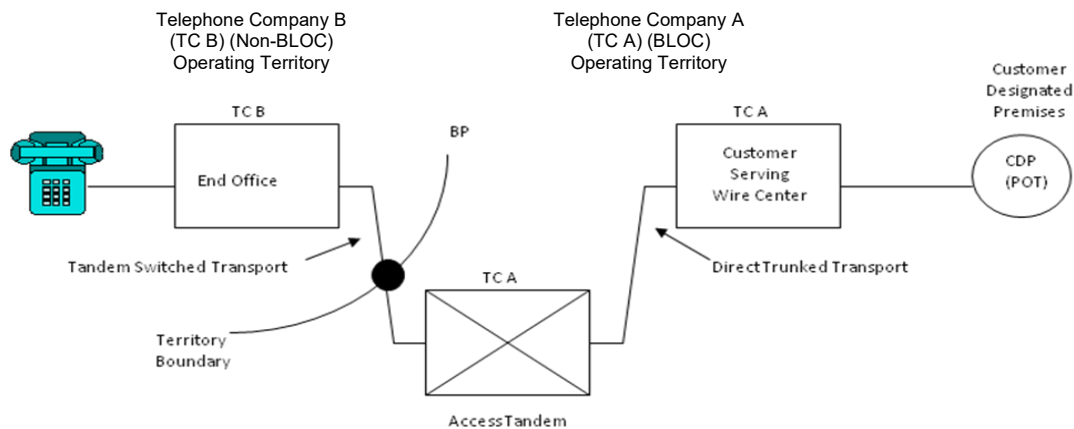 Telephone Company B
(TC B) (Non-BLOC)
Operating Territory
Telephone Company A
(TC A) (BLOC)
Operating Territory
Customer
Designated
Premises
TC B
BP
TC A
End Office
Customer
Serving
Wire Center
CDP
(POT)
Tandem Switched Transport
TC A
Direct Trunked Transport
Territory
Boundary
Access Tandem